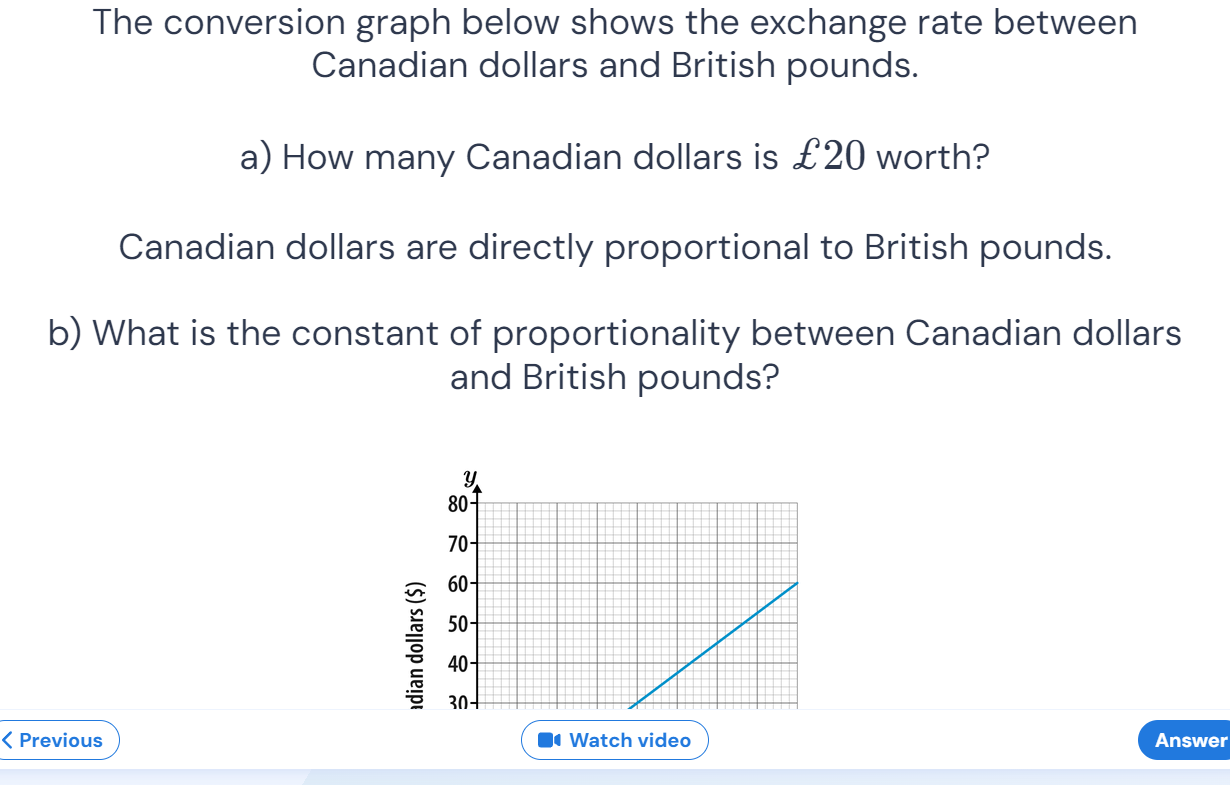 The conversion graph below shows the exchange rate between
Canadian dollars and British pounds.
a) How many Canadian dollars is £20 worth?
Canadian dollars are directly proportional to British pounds.
b) What is the constant of proportionality between Canadian dollars
and British pounds?
y
80
70
60
50
40
30
dian dollars ($)
Previous
Watch video
Answer